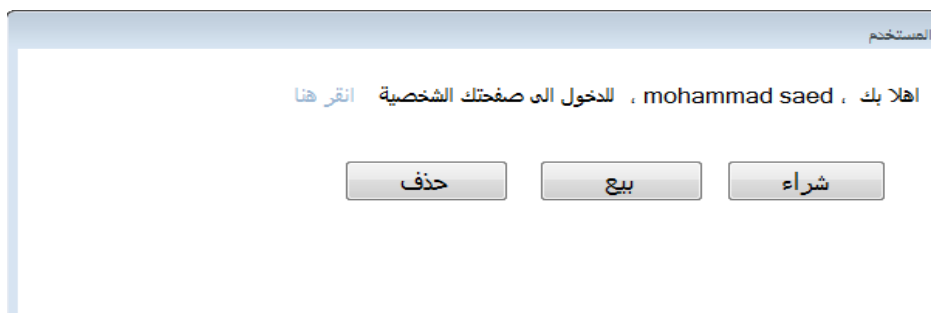 المستخدم
اهلا بك ، mohammad saed ، للدخول الى صفحتك الشخصية انقر هنا
شراء بيع حذف